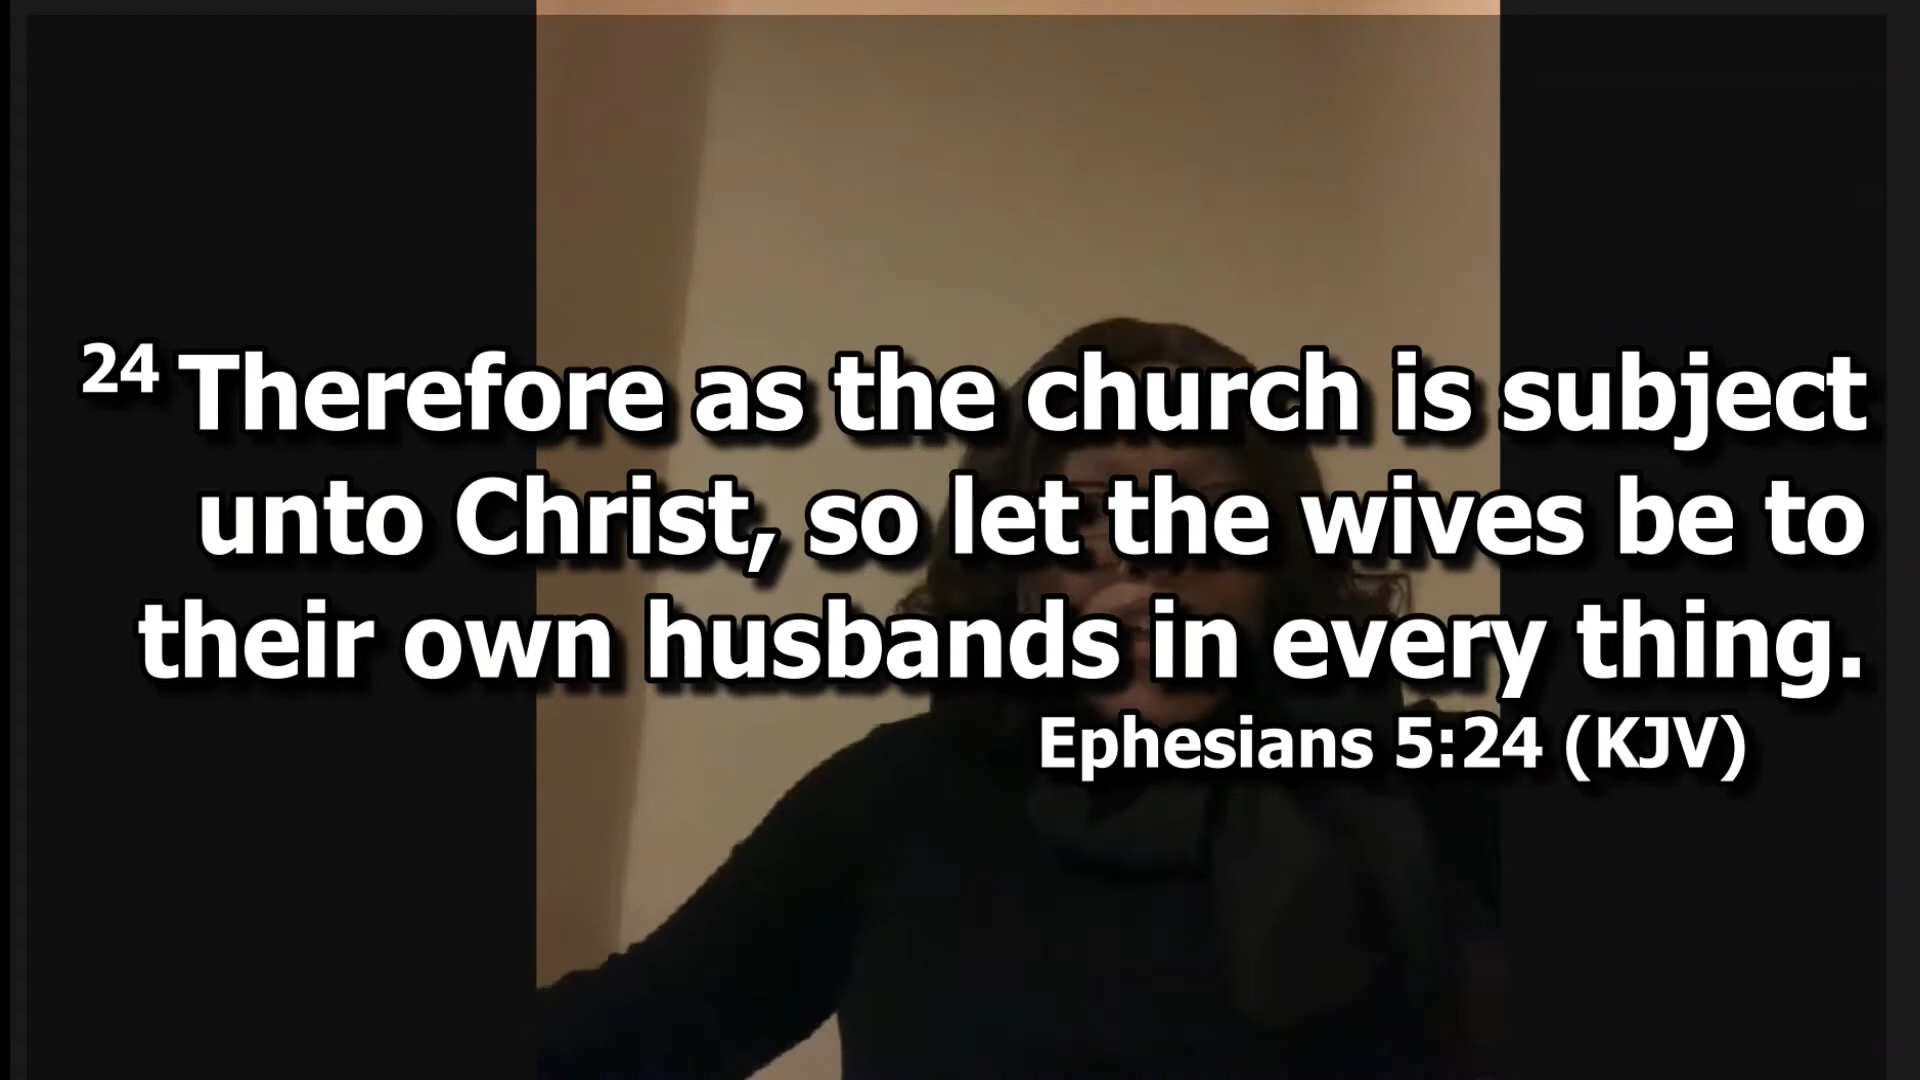 24 Therefore as the church is subject
unto Christ, so let the wives be to
their own husbands in every thing.
Ephesians 5:24 (KJV)